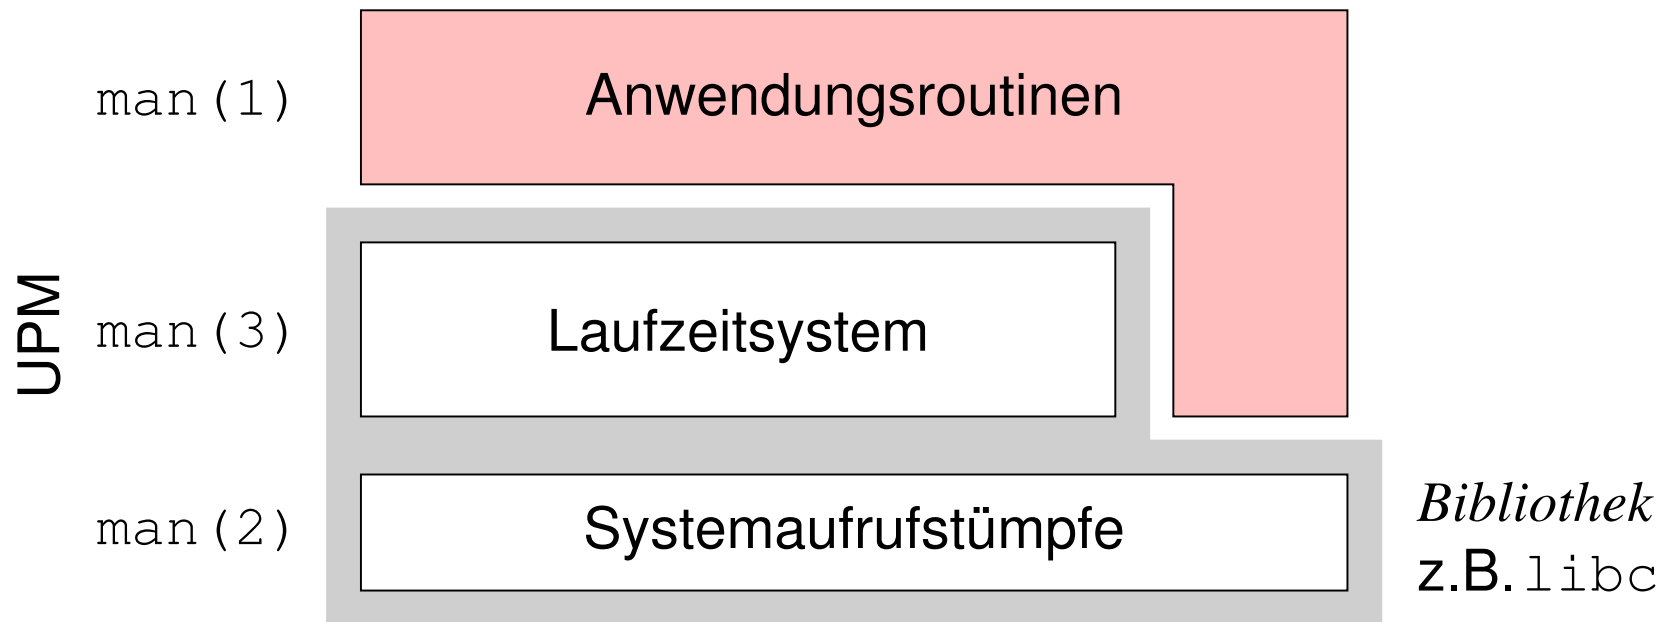 man(1)
Anwendungsroutinen
UPM
man(3)
Laufzeitsystem
man(2)
Systemaufrufstümpfe
Bibliothek
z.B. libc